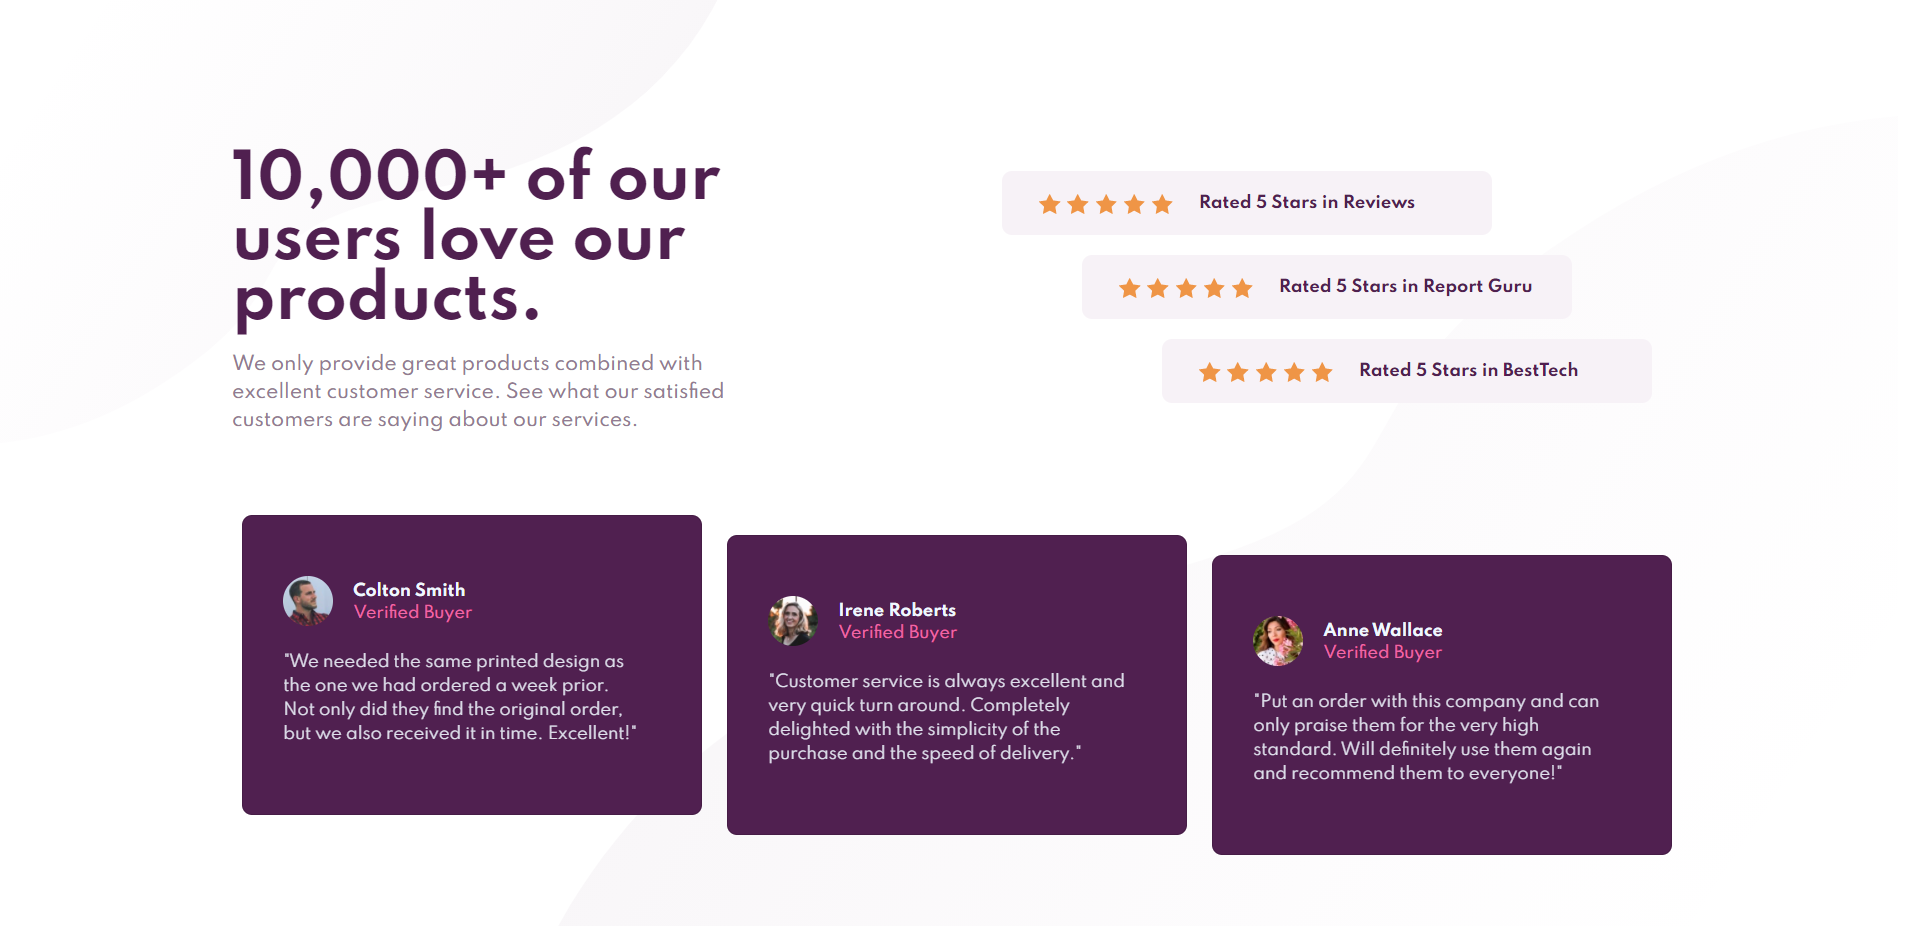 10,000+ of our
users love our
products.
We only provide great products combined with
excellent customer service. See what our satisfied
customers are saying about our services.
Rated 5 Stars in Reviews
Rated 5 Stars in Report Guru
Rated 5 Stars in BestTech
Colton Smith
Verified Buyer
"We needed the same printed design as
the one we had ordered a week prior.
Not only did they find the original order,
but we also received it in time. Excellent!"
Irene Roberts
Verified Buyer
"Customer service is always excellent and
very quick turn around. Completely
delighted with the simplicity of the
purchase and the speed of delivery."
Anne Wallace
Verified Buyer
"Put an order with this company and can
only praise them for the very high
standard. Will definitely use them again
and recommend them to everyone!"